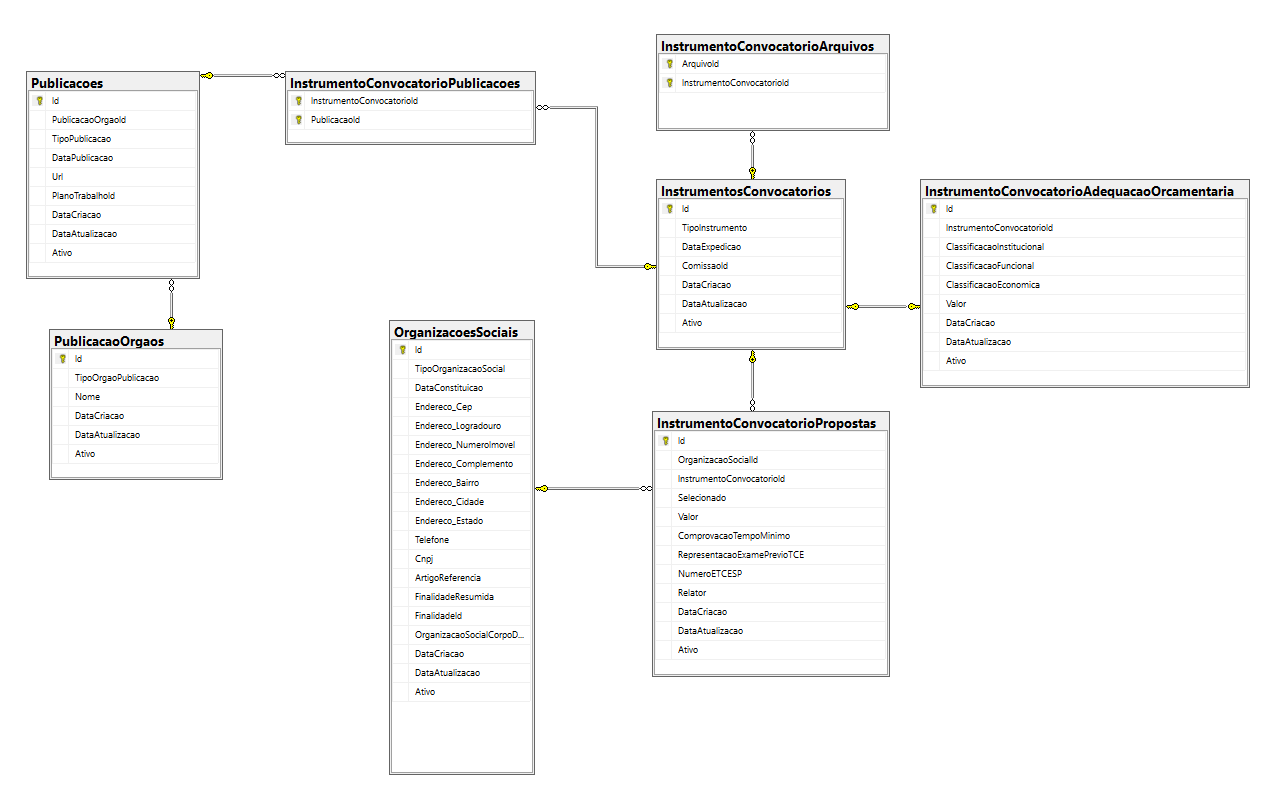 Publicacoes
Id
PublicacaoOrgaoId
TipoPublicacao
DataPublicacao
Url
PlanoTrabalhoId
DataCriacao
DataAtualizacao
Ativo
InstrumentoConvocatorioPublicacoes
InstrumentoConvocatorioId
PublicacaoId
InstrumentoConvocatorioArquivos
ArquivoId
InstrumentoConvocatorioId
InstrumentosConvocatorios
Id
TipoInstrumento
DataExpedicao
ComissaoId
DataCriacao
DataAtualizacao
Ativo
InstrumentoConvocatorioAdequacaoOrcamentaria
Id
InstrumentoConvocatorioId
ClassificacaoInstitucional
ClassificacaoFuncional
ClassificacaoEconomica
Valor
DataCriacao
DataAtualizacao
Ativo
PublicacaoOrgaos
Id
TipoOrgaoPublicacao
Nome
DataCriacao
DataAtualizacao
Ativo
OrganizacoesSociais
Id
TipoOrganizacaoSocial
DataConstituicao
Endereco_Cep
Endereco_Logradouro
Endereco_NumeroImovel
Endereco_Complemento
Endereco_Bairro
Endereco_Cidade
Endereco_Estado
Telefone
Cnpj
ArtigoReferencia
FinalidadeResumida
FinalidadeId
OrganizacaoSocialCorpoD...
DataCriacao
DataAtualizacao
Ativo
InstrumentoConvocatorioPropostas
Id
OrganizacaoSocialId
InstrumentoConvocatorioId
Selecionado
Valor
ComprovacaoTempoMinimo
RepresentacaoExamePrevioTCE
NumeroETCESP
Relator
DataCriacao
DataAtualizacao
Ativo